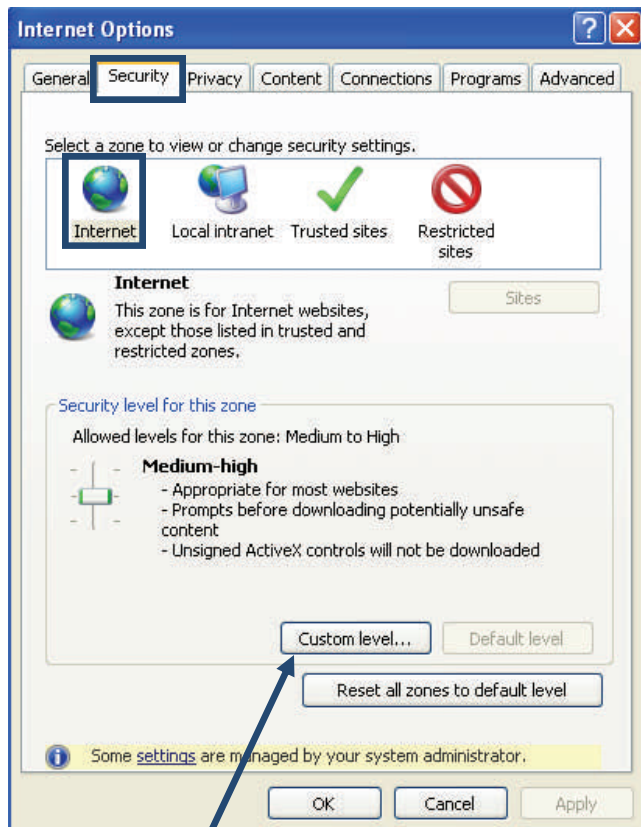 Internet Options
General Security Privacy Content Connections Programs Advanced
Select a zone to view or change security settings.
Internet Local intranet Trusted sites Restricted
sites
Internet
Sites
This zone is for Internet websites,
except those listed in trusted and
restricted zones.
Security level for this zone
Allowed levels for this zone: Medium to High
Medium-high
- Appropriate for most websites
- Prompts before downloading potentially unsafe
content
- Unsigned ActiveX controls will not be downloaded
Custom level... Default level
Reset all zones to default level
Some settings are managed by your system administrator.
OK Cancel Apply